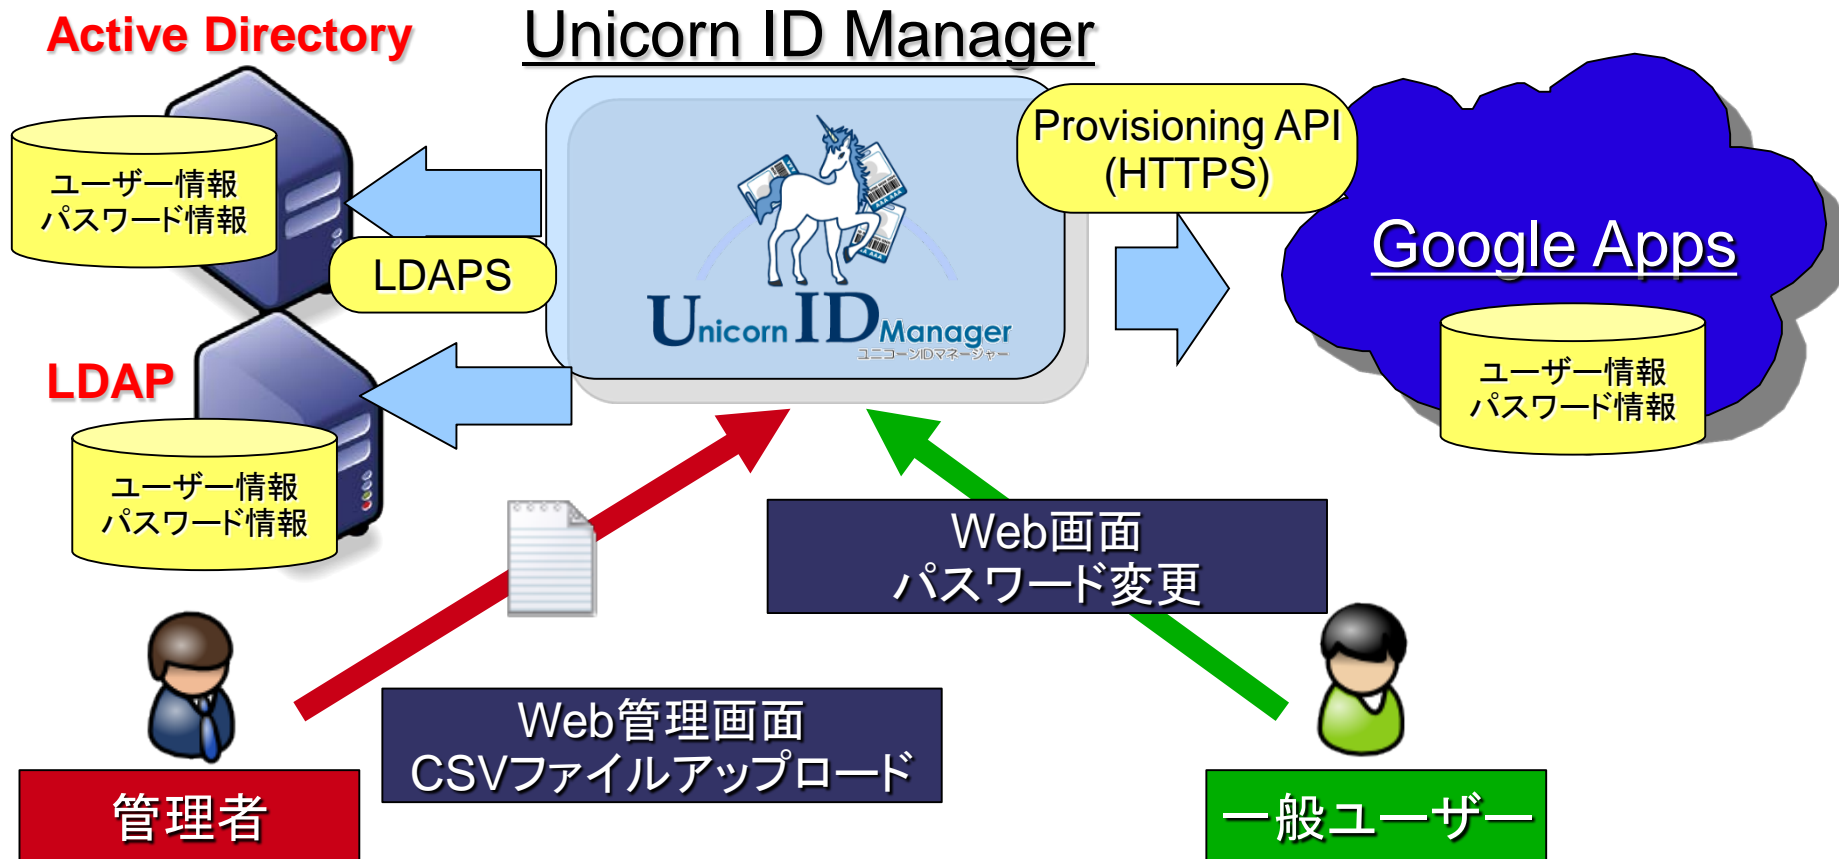 Active Directory
Unicorn ID Manager
Provisioning API
(HTTPS)
ユーザー情報
パスワード情報
LDAPS
Google Apps
Unicorn ID Manager
ユニコーンIDマネージャー
ユーザー情報
パスワード情報
LDAP
ユーザー情報
パスワード情報
Web画面
パスワード変更
Web管理画面
CSVファイルアップロード
管理者
一般ユーザー